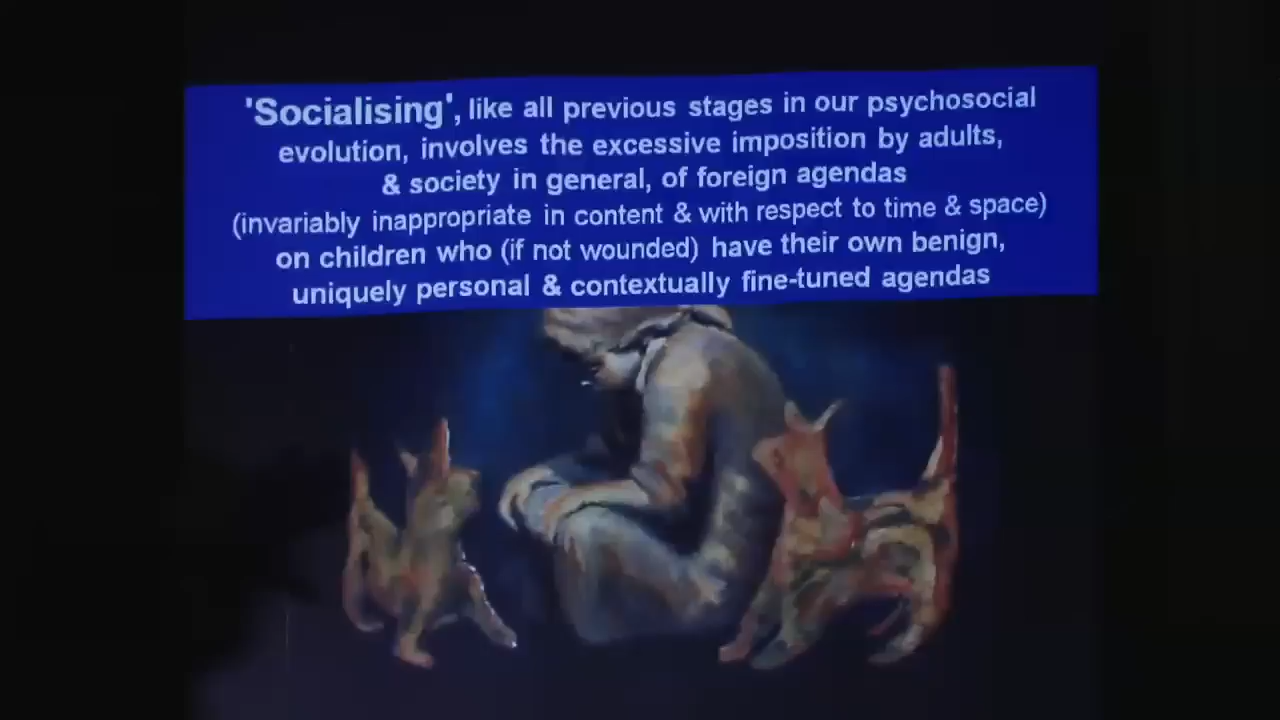 'Socialising', like all previous stages in our psychosocial
evolution, involves the excessive imposition by adults,
& society in general, of foreign agendas
(invariably inappropriate in content & with respect to time & space)
on children who (if not wounded) have their own benign,
uniquely personal & contextually fine-tuned agendas